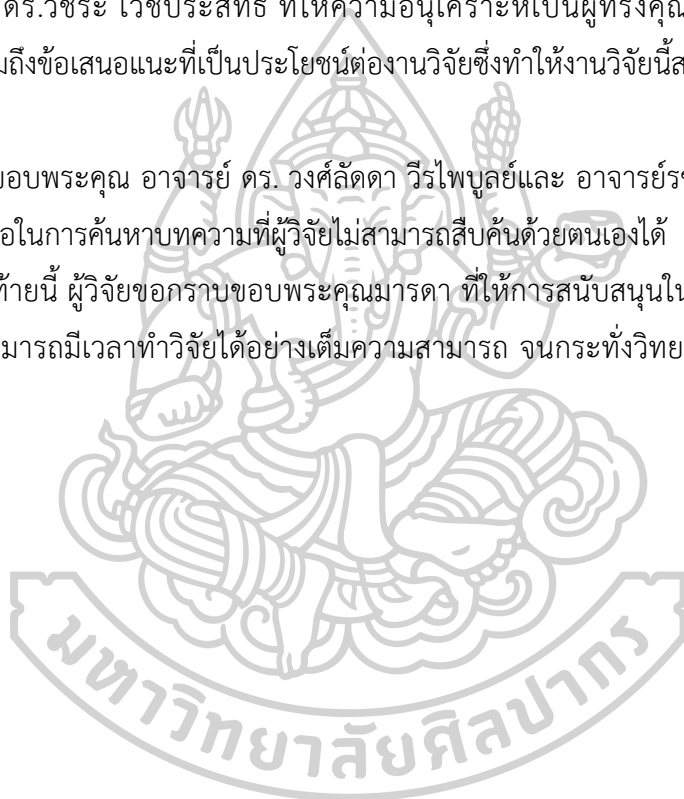 ดร.วัชระ เวชประสิทธิ์ ที่ให้ความอนุเคราะห์เป็นผู้ทรงคุณ
ถึงข้อเสนอแนะที่เป็นประโยชน์ต่องานวิจัยซึ่งทำให้งานวิจัยนี้
ขอบพระคุณ อาจารย์ ดร. วงศ์ลัดดา วีรไพบูลย์และ อาจารย์
ในการค้นหาบทความที่ผู้วิจัยไม่สามารถสืบค้นด้วยตนเองได้
ท้ายนี้ ผู้วิจัยขอกราบขอบพระคุณมารดา ที่ให้การสนับสนุนใน
มารถมีเวลาทำวิจัยได้อย่างเต็มความสามารถ จนกระทั่งวิทย
มหาวิทยาลัยศิลปากร